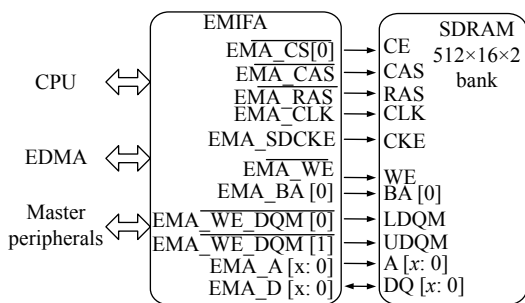 EMIFA
SDRAM
512×16×2
bank
CPU
EDMA
Master
peripherals
EMA_CS[0]
EMA_CAS
EMA_RAS
EMA_CLK
EMA_SDCKE
EMA_WE
EMA_BA [0]
EMA_WE_DQM [0]
EMA_WE_DQM [1]
EMA_A [x: 0]
EMA_D [x: 0]
CE
CAS
RAS
CLK
CKE
WE
BA [0]
LDQM
UDQM
A [x: 0]
DQ [x: 0]